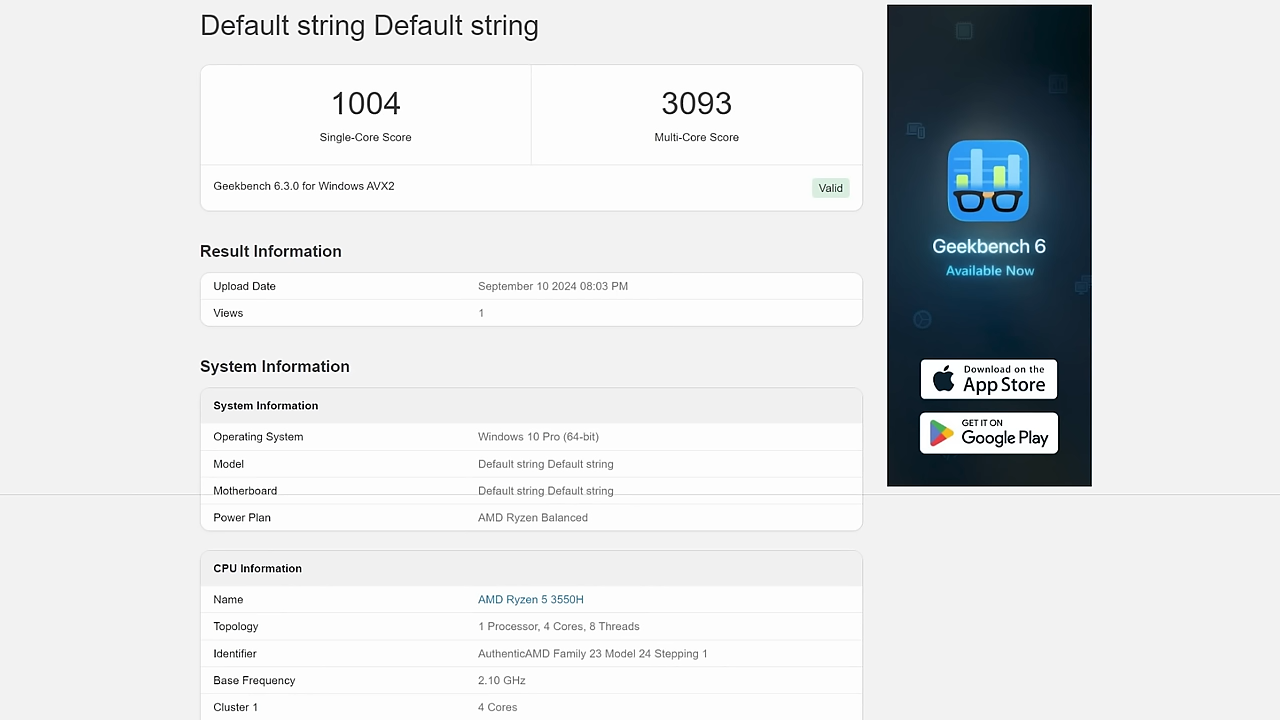 Default string Default string
1004
Single-Core Score
3093
Multi-Core Score
Geekbench 6.3.0 for Windows AVX2
Valid
Result Information
Upload Date September 10 2024 08:03 PM
Views 1
System Information
System Information
Operating System Windows 10 Pro (64-bit)
Model Default string Default string
Motherboard Default string Default string
Power Plan AMD Ryzen Balanced
CPU Information
Name AMD Ryzen 5 3550H
Topology 1 Processor, 4 Cores, 8 Threads
Identifier AuthenticAMD Family 23 Model 24 Stepping 1
Base Frequency 2.10 GHz
Cluster 1 4 Cores
Geekbench 6
Available Now
Download on the
App Store
GET IT ON
Google Play